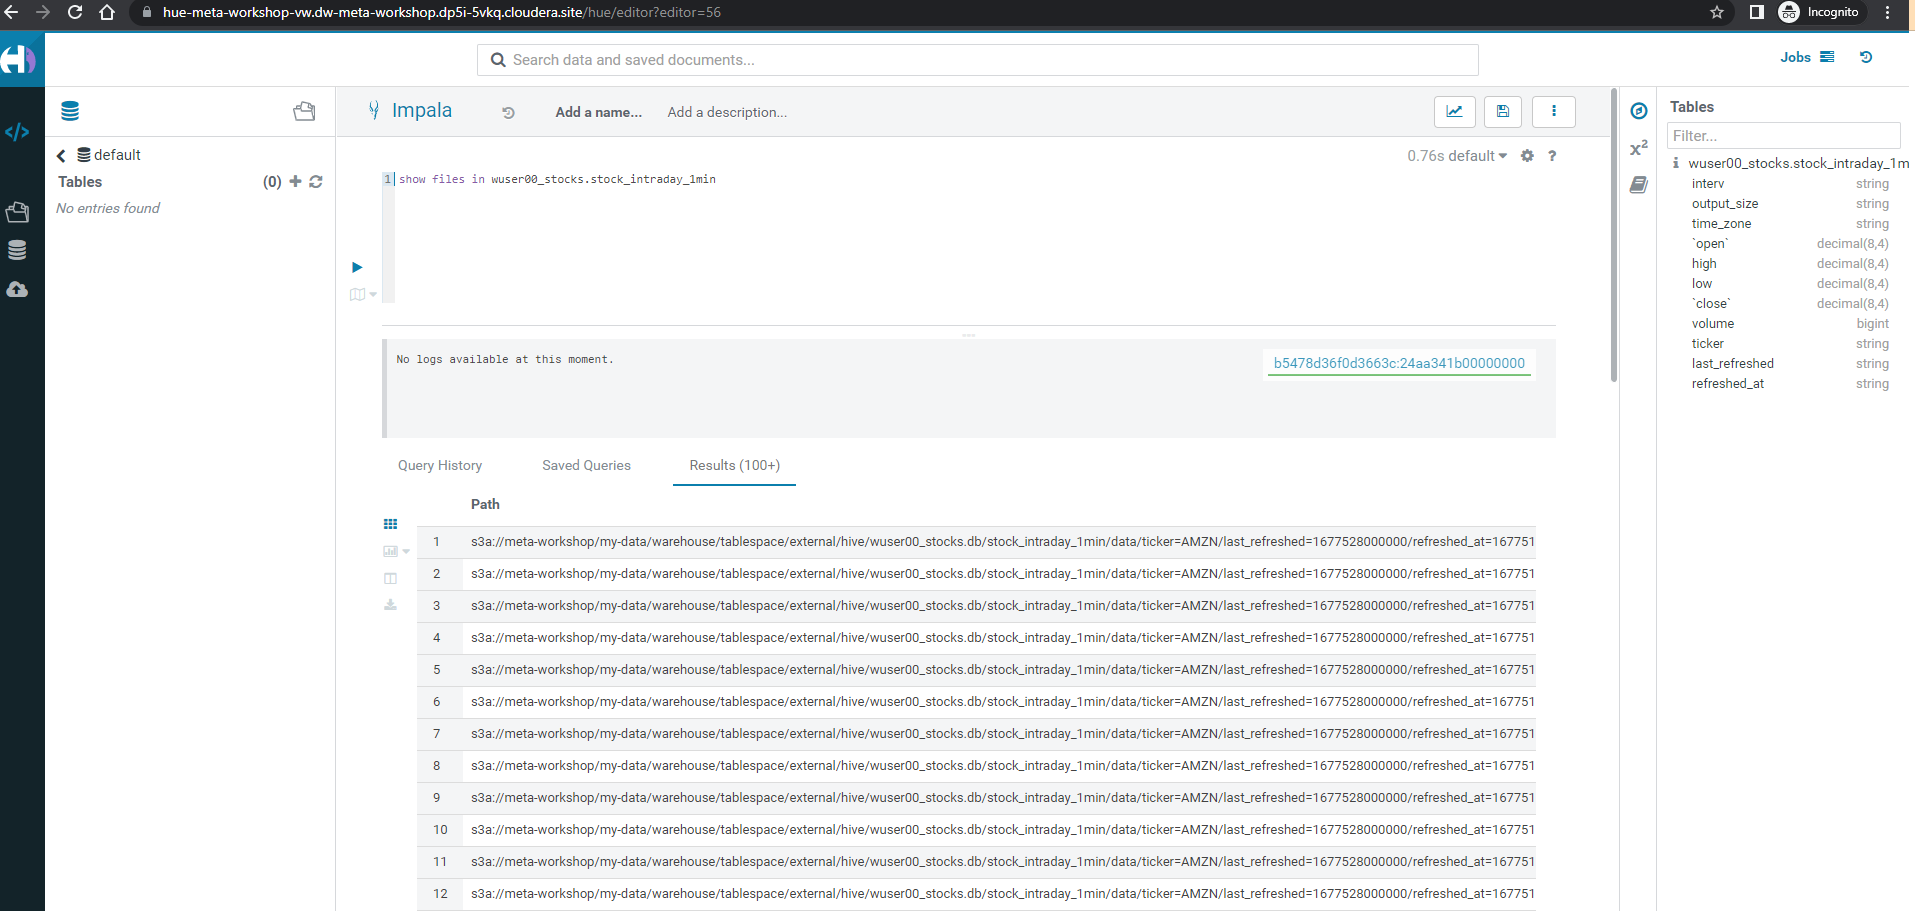 hue-meta-workshop-vw.dw-meta-workshop.dp5i-5vkq.cloudera.site/hue/editor?editor=56
Incognito
Search data and saved documents...
Jobs
Impala
Add a name...
Add a description...
default
Tables
(0)
No entries found
0.76s default
?
1 show files in wuser00_stocks.stock_intraday_1min
No logs available at this moment.
b5478d36f0d3663c:24aa341b00000000
Query History
Saved Queries
Results (100+)
Path
1 s3a://meta-workshop/my-data/warehouse/tablespace/external/hive/wuser00_stocks.db/stock_intraday_1min/data/ticker=AMZN/last_refreshed=1677528000000/refreshed_at=167751
2 s3a://meta-workshop/my-data/warehouse/tablespace/external/hive/wuser00_stocks.db/stock_intraday_1min/data/ticker=AMZN/last_refreshed=1677528000000/refreshed_at=167751
3 s3a://meta-workshop/my-data/warehouse/tablespace/external/hive/wuser00_stocks.db/stock_intraday_1min/data/ticker=AMZN/last_refreshed=1677528000000/refreshed_at=167751
4 s3a://meta-workshop/my-data/warehouse/tablespace/external/hive/wuser00_stocks.db/stock_intraday_1min/data/ticker=AMZN/last_refreshed=1677528000000/refreshed_at=167751
5 s3a://meta-workshop/my-data/warehouse/tablespace/external/hive/wuser00_stocks.db/stock_intraday_1min/data/ticker=AMZN/last_refreshed=1677528000000/refreshed_at=167751
6 s3a://meta-workshop/my-data/warehouse/tablespace/external/hive/wuser00_stocks.db/stock_intraday_1min/data/ticker=AMZN/last_refreshed=1677528000000/refreshed_at=167751
7 s3a://meta-workshop/my-data/warehouse/tablespace/external/hive/wuser00_stocks.db/stock_intraday_1min/data/ticker=AMZN/last_refreshed=1677528000000/refreshed_at=167751
8 s3a://meta-workshop/my-data/warehouse/tablespace/external/hive/wuser00_stocks.db/stock_intraday_1min/data/ticker=AMZN/last_refreshed=1677528000000/refreshed_at=167751
9 s3a://meta-workshop/my-data/warehouse/tablespace/external/hive/wuser00_stocks.db/stock_intraday_1min/data/ticker=AMZN/last_refreshed=1677528000000/refreshed_at=167751
10 s3a://meta-workshop/my-data/warehouse/tablespace/external/hive/wuser00_stocks.db/stock_intraday_1min/data/ticker=AMZN/last_refreshed=1677528000000/refreshed_at=167751
11 s3a://meta-workshop/my-data/warehouse/tablespace/external/hive/wuser00_stocks.db/stock_intraday_1min/data/ticker=AMZN/last_refreshed=1677528000000/refreshed_at=167751
12 s3a://meta-workshop/my-data/warehouse/tablespace/external/hive/wuser00_stocks.db/stock_intraday_1min/data/ticker=AMZN/last_refreshed=1677528000000/refreshed_at=167751
x²
Tables
Filter...
wuser00_stocks.stock_intraday_1m
interv string
output_size string
time_zone string
`open` decimal(8,4)
high decimal(8,4)
low decimal(8,4)
`close` decimal(8,4)
volume bigint
ticker string
last_refreshed string
refreshed_at string